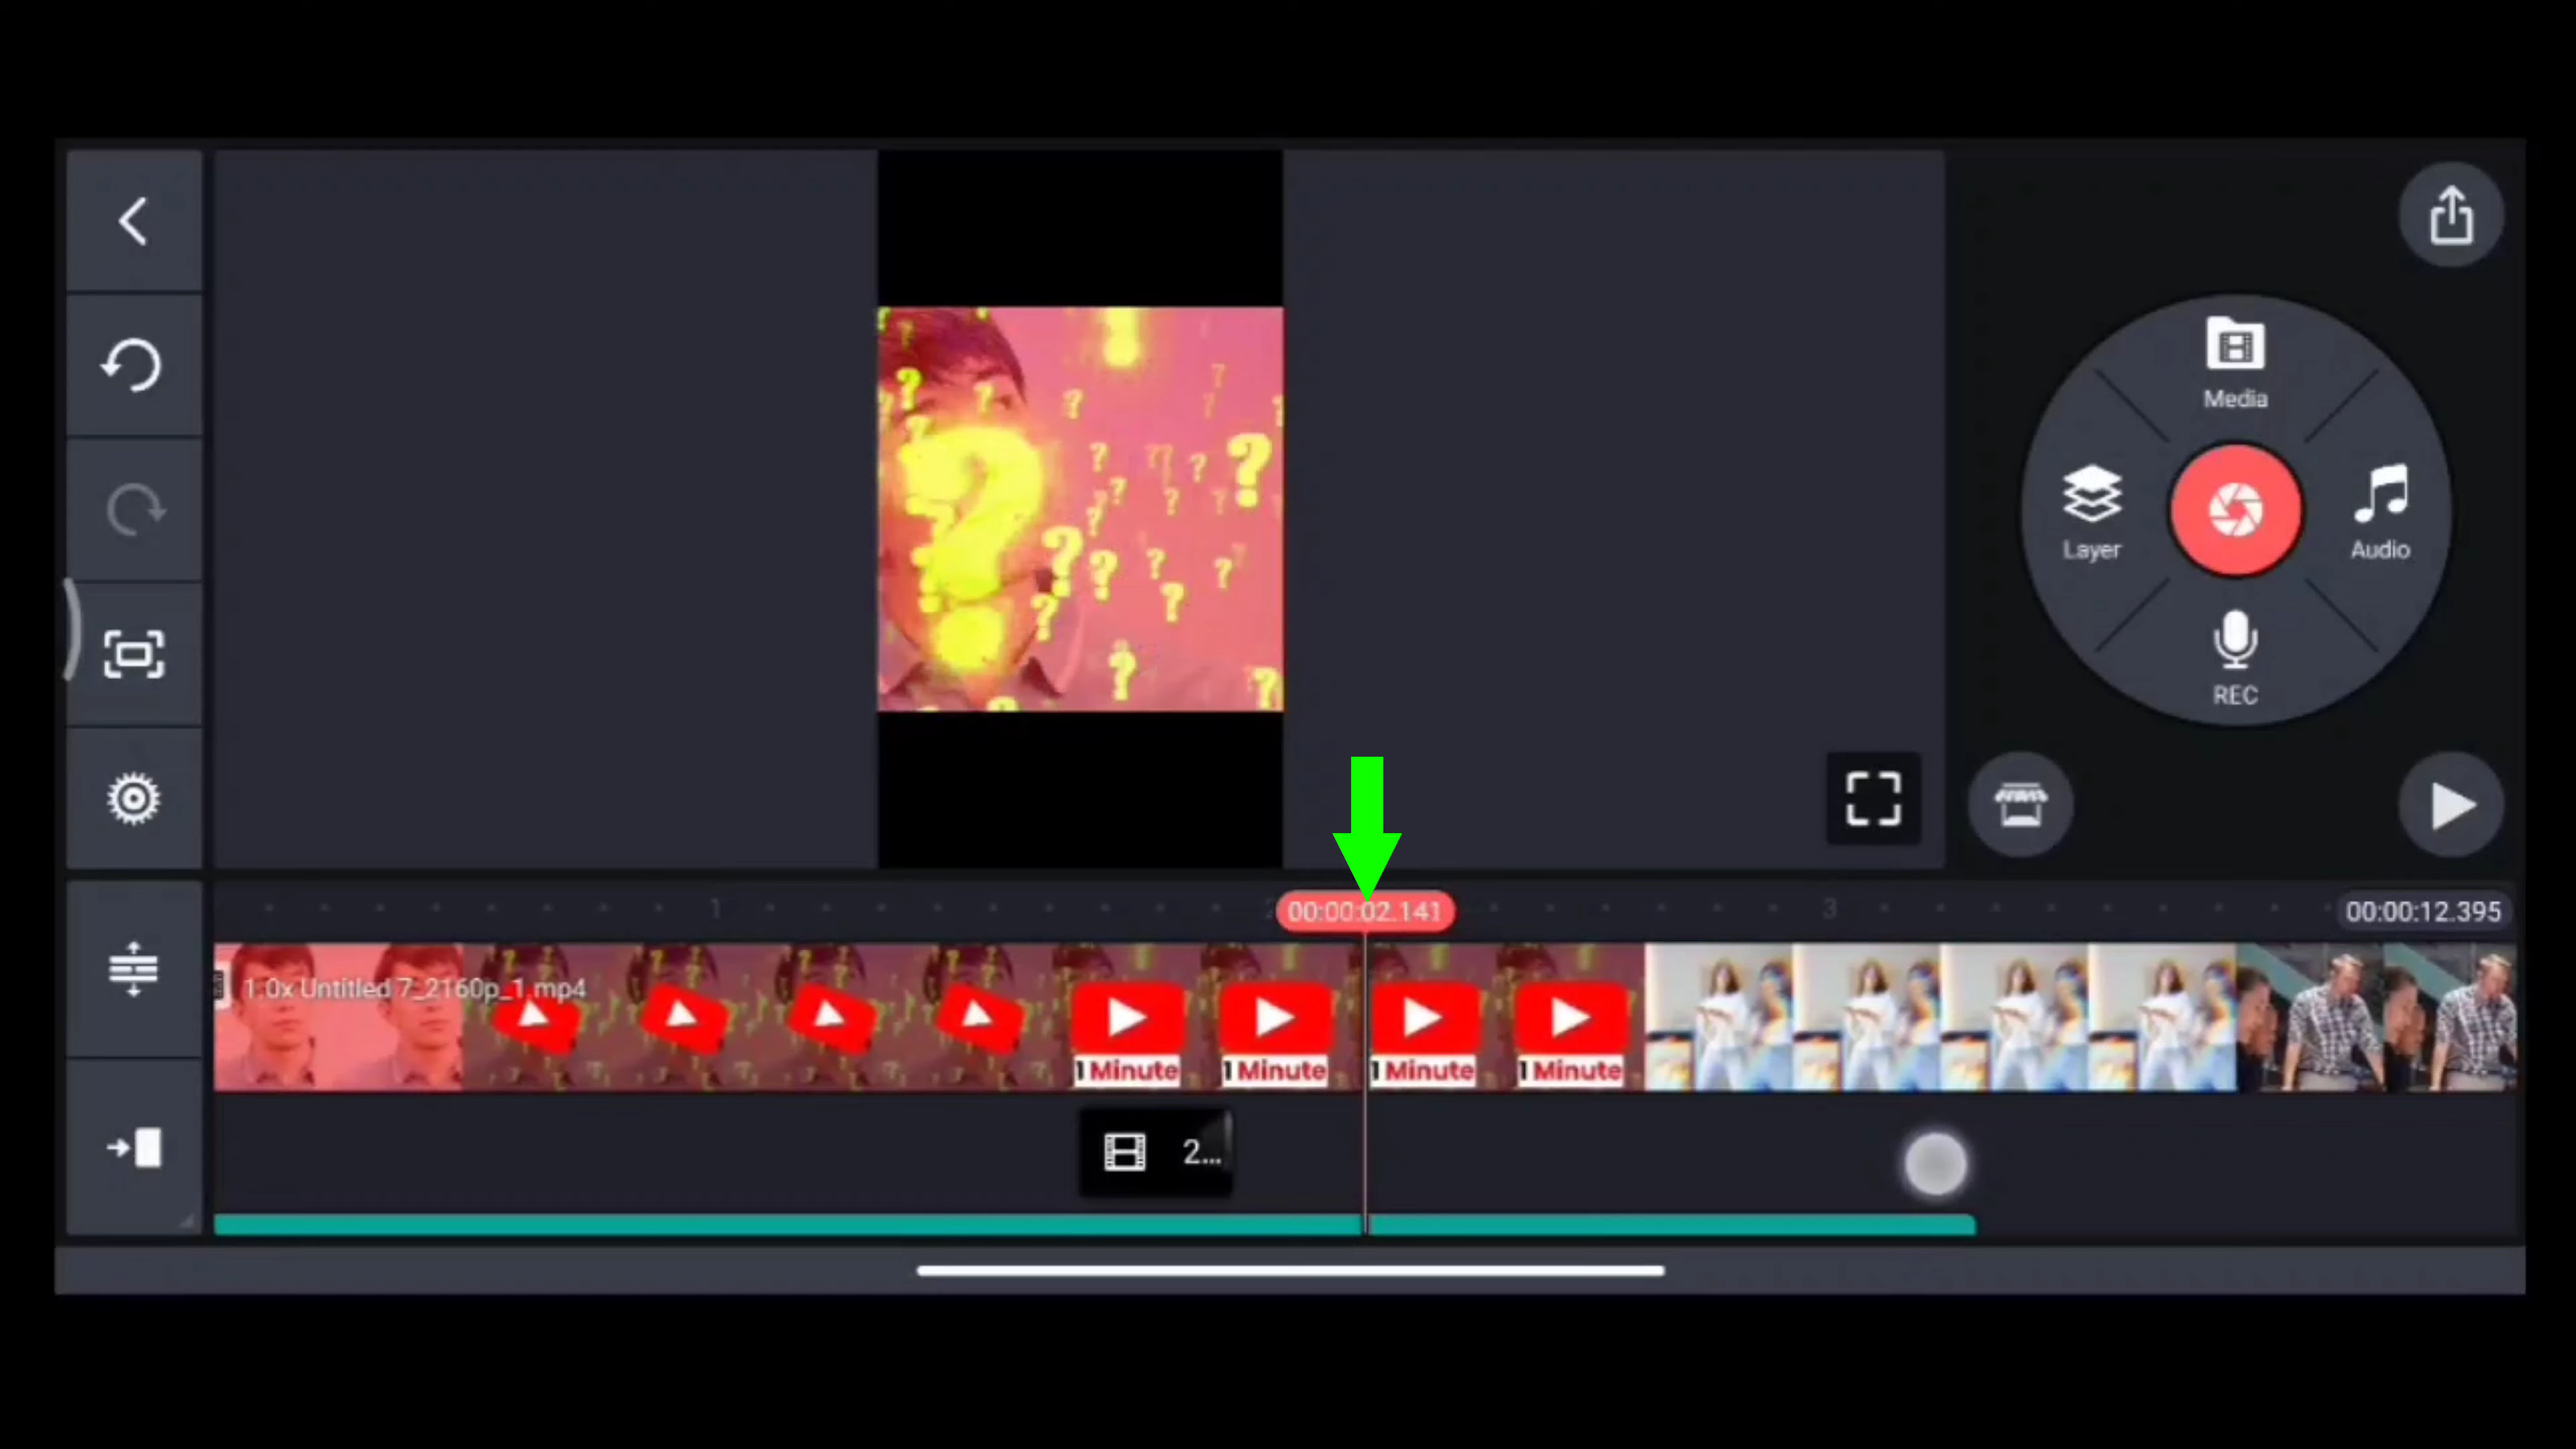 Media
Layer
Audio
REC
1
00:00:02.141
3
00:00:12.395
1.0x Untitled 7_2160p_1.mp4
1 Minute
1 Minute
1 Minute
1 Minute
2...